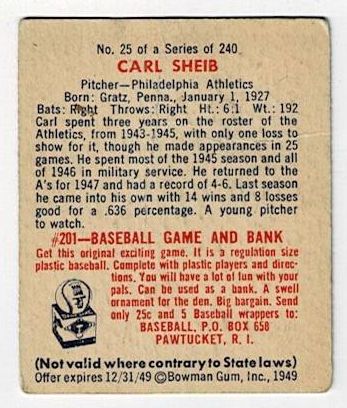 No. 25 of a Series of 240
CARL SHEIB
Pitcher—Philadelphia Athletics
Born: Gratz, Penna., January 1, 1927
Bats: Right Throws: Right Ht.: 6.1 Wt.: 192
Carl spent three years on the roster of the
Athletics, from 1943-1945, with only one loss to
show for it, though he made appearances in 25
games. He spent most of the 1945 season and all
of 1946 in military service. He returned to the
A's for 1947 and had a record of 4-6. Last season
he came into his own with 14 wins and 8 losses
good for a .636 percentage. A young pitcher
to watch.
#201—BASEBALL GAME AND BANK
Get this original exciting game. It is a regulation size
plastic baseball. Complete with plastic players and direc-
tions. You will have a lot of fun with your
pals. Can be used as a bank. A swell
ornament for the den. Big bargain. Send
only 25c and 5 Baseball wrappers to:
BASEBALL, P.O. BOX 658
PAWTUCKET, R. I.
(Not valid where contrary to State laws)
Offer expires 12/31/49 ©Bowman Gum, Inc., 1949